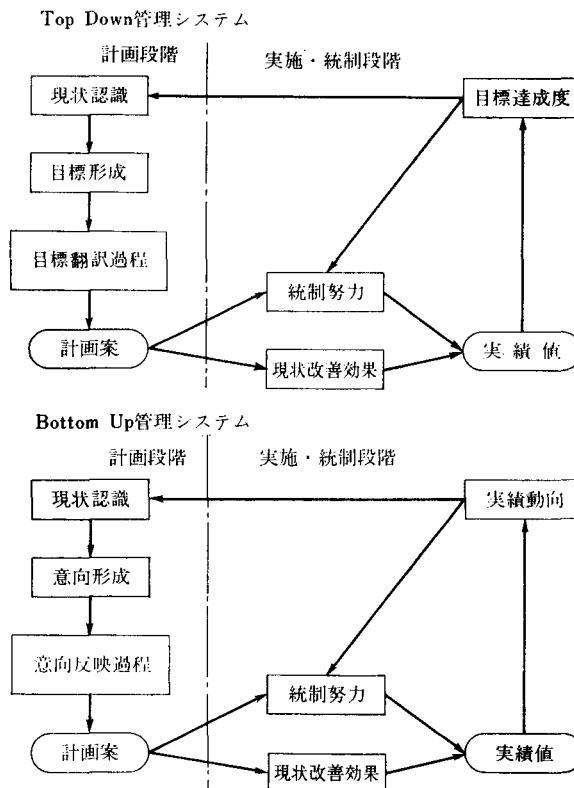 Top Down管理システム
計画段階 実施・統制段階
現状認識 目標達成度
目標形成
目標翻訳過程
統制努力
計画案 実績値
現状改善効果
Bottom Up管理システム
計画段階 実施・統制段階
現状認識 実績動向
意向形成
意向反映過程
統制努力
計画案 実績値
現状改善効果